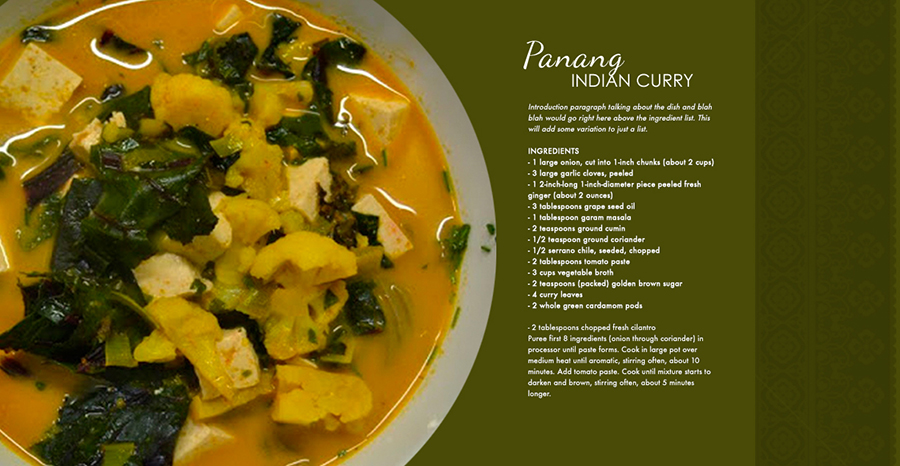 Panang
INDIAN CURRY
Introduction paragraph talking about the dish and blah
blah would go right here above the ingredient list. This
will add some variation to just a list.
INGREDIENTS
- 1 large onion, cut into 1-inch chunks (about 2 cups)
- 3 large garlic cloves, peeled
- 1 2-inch-long 1-inch-diameter piece peeled fresh
ginger (about 2 ounces)
- 3 tablespoons grape seed oil
- 1 tablespoon garam masala
- 2 teaspoons ground cumin
- 1/2 teaspoon ground coriander
- 1/2 serrano chile, seeded, chopped
- 2 tablespoons tomato paste
- 3 cups vegetable broth
- 2 teaspoons (packed) golden brown sugar
- 4 curry leaves
- 2 whole green cardamom pods
- 2 tablespoons chopped fresh cilantro
Puree first 8 ingredients (onion through coriander) in
processor until paste forms. Cook in large pot over
medium heat until aromatic, stirring often, about 10
minutes. Add tomato paste. Cook until mixture starts to
darken and brown, stirring often, about 5 minutes
longer.